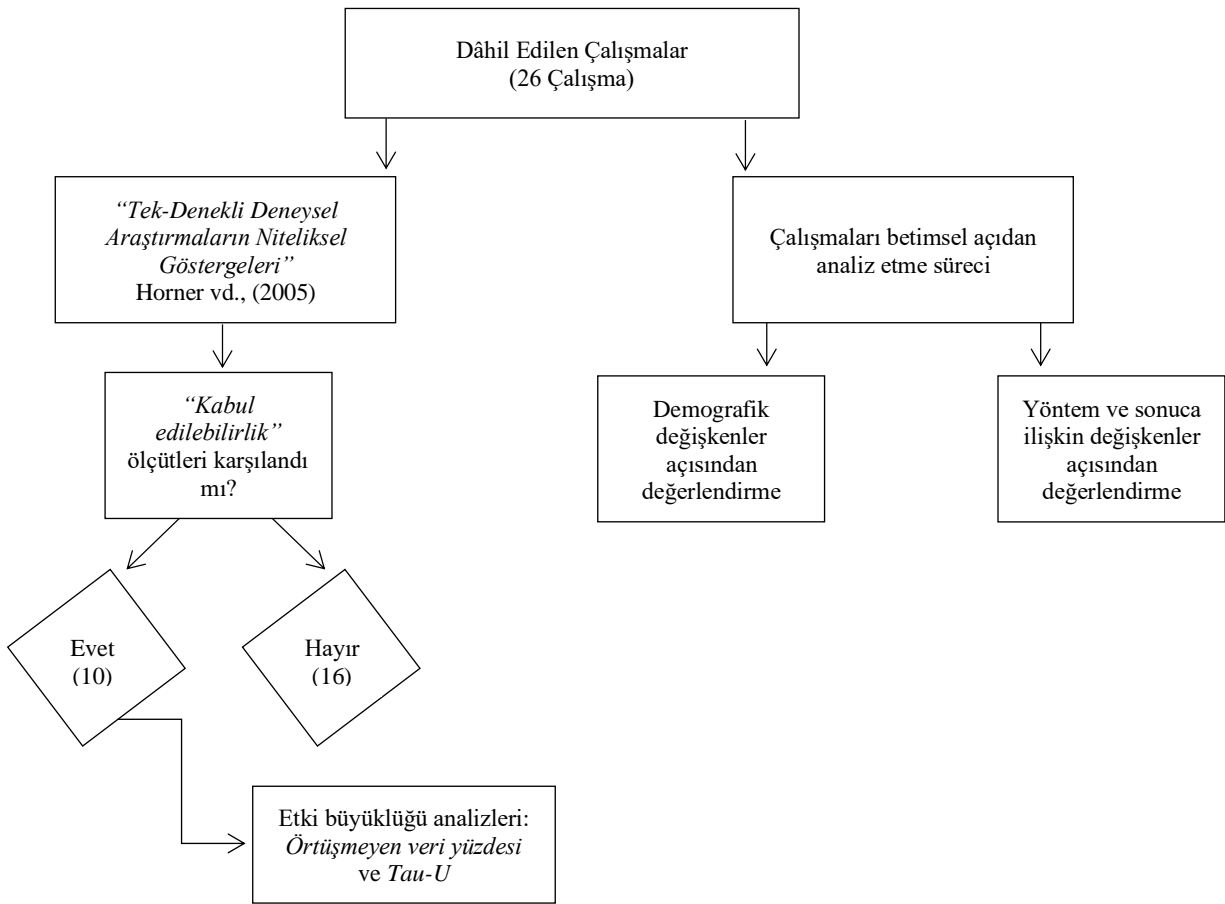 Dâhil Edilen Çalışmalar
(26 Çalışma)
“Tek-Denekli Deneysel
Araştırmaların Niteliksel
Göstergeleri”
Horner vd., (2005)
Çalışmaları betimsel açıdan
analiz etme süreci
“Kabul
edilebilirlik”
ölçütleri karşılandı
mı?
Demografik
değişkenler
açısından
değerlendirme
Yöntem ve sonuca
ilişkin değişkenler
açısından
değerlendirme
Evet
(10)
Hayır
(16)
Etki büyüklüğü analizleri:
Örtüşmeyen veri yüzdesi
ve Tau-U